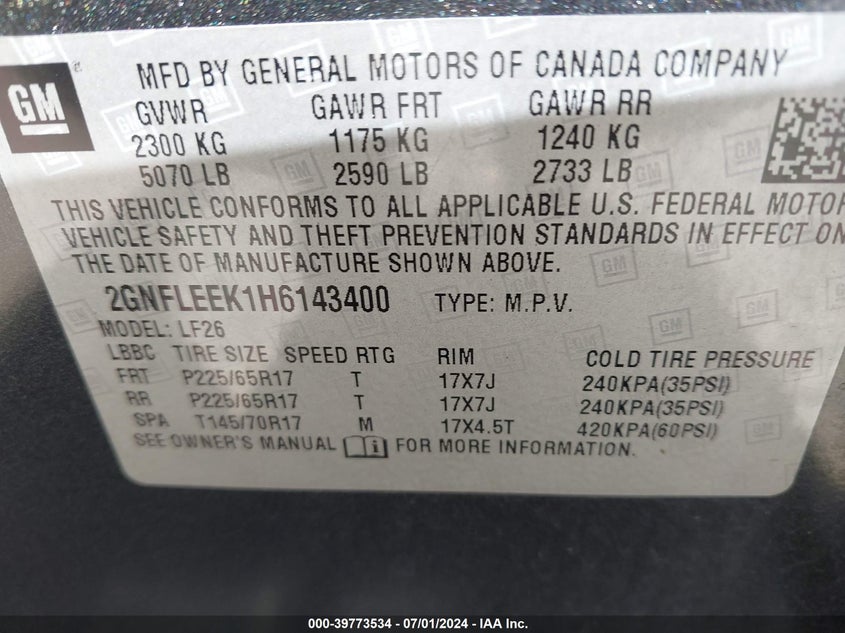 GM
MFD BY GENERAL MOTORS OF CANADA COMPANY
GVWR GAWR FRT GAWR RR
2300 KG 1175 KG 1240 KG
5070 LB 2590 LB 2733 LB
THIS VEHICLE CONFORMS TO ALL APPLICABLE U.S. FEDERAL MOTOR
VEHICLE SAFETY AND THEFT PREVENTION STANDARDS IN EFFECT ON
THE DATE OF MANUFACTURE SHOWN ABOVE.
2GNFLEEK1H6143400 TYPE: M.P.V.
MODEL: LF26
LBBC TIRE SIZE SPEED RTG RIM COLD TIRE PRESSURE
FRT P225/65R17 T 17X7J 240KPA(35PSI)
RR P225/65R17 T 17X7J 240KPA(35PSI)
SPA T145/70R17 M 17X4.5T 420KPA(60PSI)
SEE OWNER'S MANUAL FOR MORE INFORMATION.
000-39773534 / 07/01/2024 - IAA Inc.